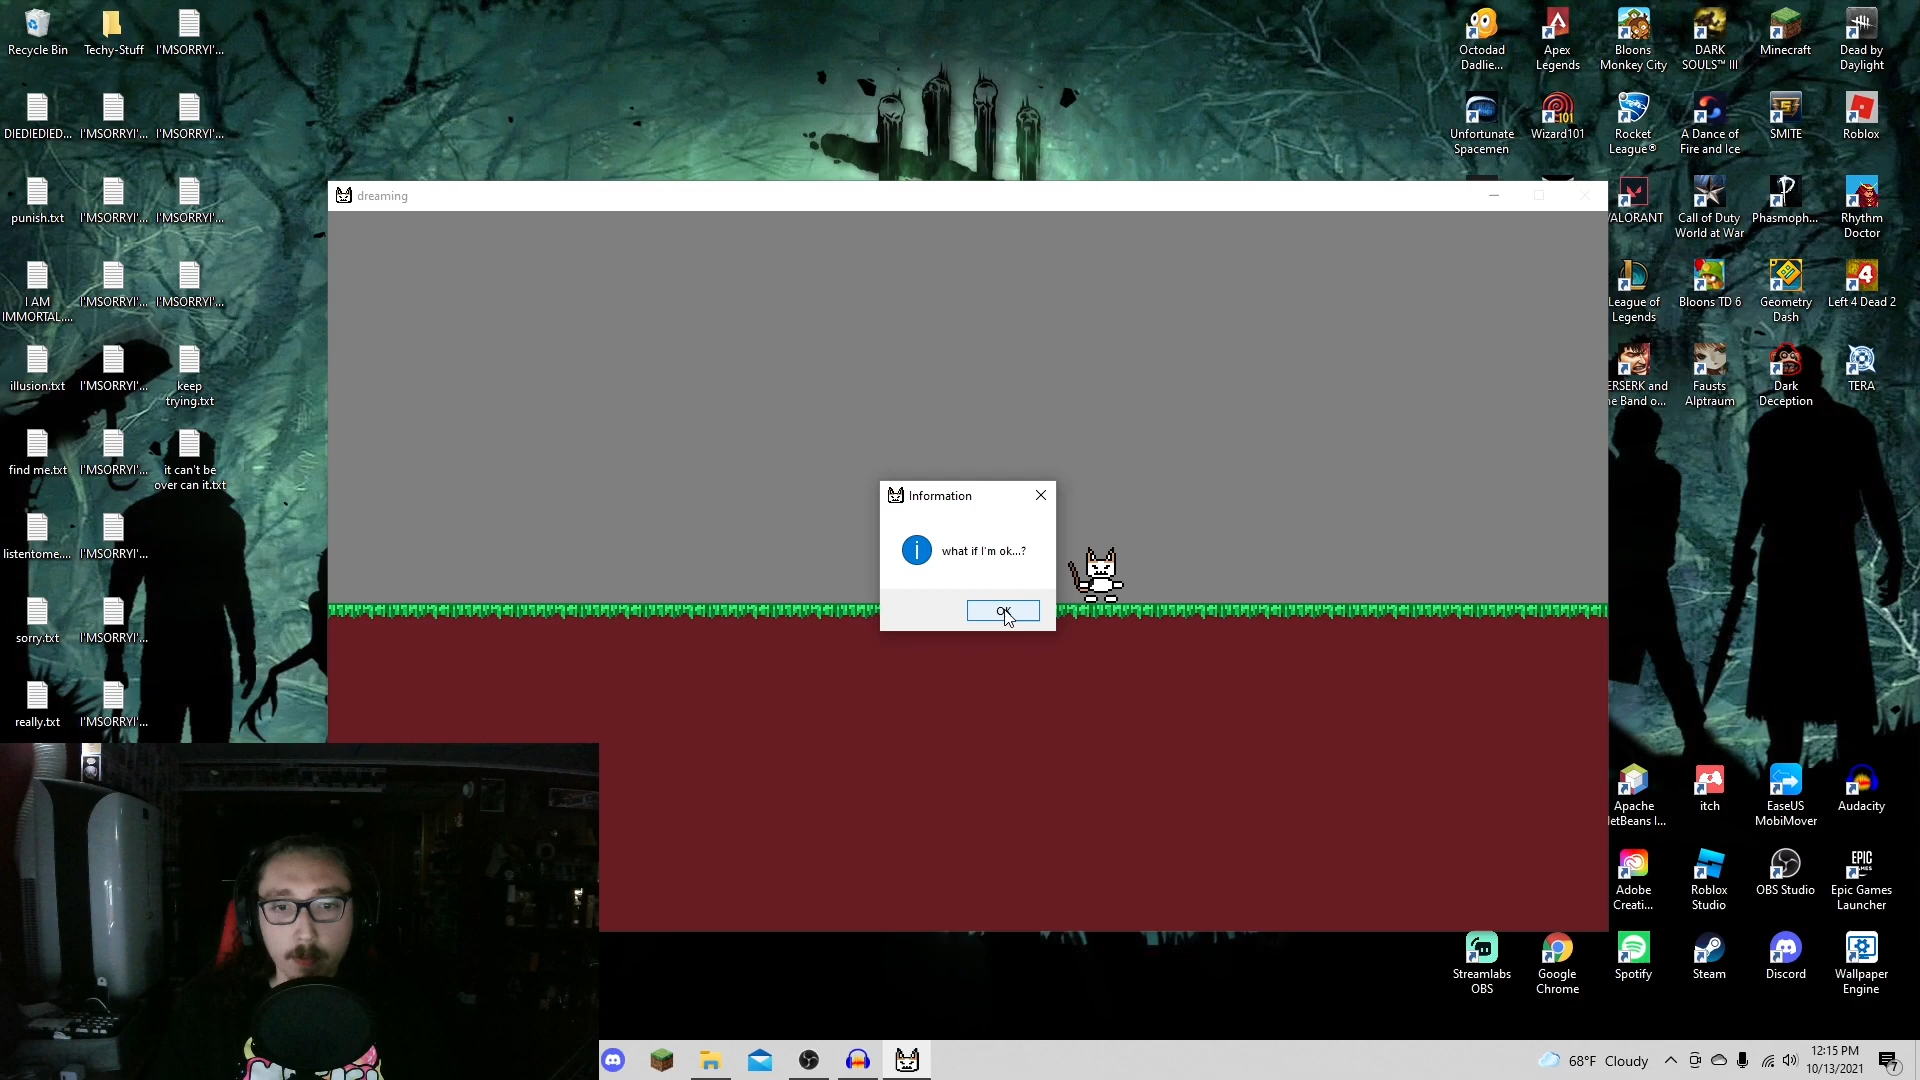 Recycle Bin
Techy-Stuff
I'MSORRYI'...
DIEDIEDIED...
I'MSORRYI'...
I'MSORRYI'...
punish.txt
I'MSORRYI'...
I'MSORRYI'...
I AM
IMMORTAL....
I'MSORRYI'...
I'MSORRYI'...
illusion.txt
I'MSORRYI'...
keep
trying.txt
find me.txt
I'MSORRYI'...
it can't be
over can it.txt
listentome....
I'MSORRYI'...
sorry.txt
I'MSORRYI'...
really.txt
I'MSORRYI'...
dreaming
Information
what if I'm ok...?
OK
Octodad
Dadlie...
Apex
Legends
Bloons
Monkey City
DARK
SOULS™ III
Minecraft
Dead by
Daylight
Unfortunate
Spacemen
101
Wizard101
Rocket
League®
A Dance of
Fire and Ice
SMITE
Roblox
ALORANT
Call of Duty
World at War
Phasmoph...
Rhythm
Doctor
League of
Legends
Bloons TD 6
Geometry
Dash
4
Left 4 Dead 2
ERSERK and
he Band o...
Fausts
Alptraum
Dark
Deception
TERA
Apache
NetBeans I...
itch
EaseUS
MobiMover
Audacity
Adobe
Creati...
Roblox
Studio
OBS Studio
EPIC
GAMES
Epic Games
Launcher
Streamlabs
OBS
Google
Chrome
Spotify
Steam
Discord
Wallpaper
Engine
68°F Cloudy
12:15 PM
10/13/2021
7